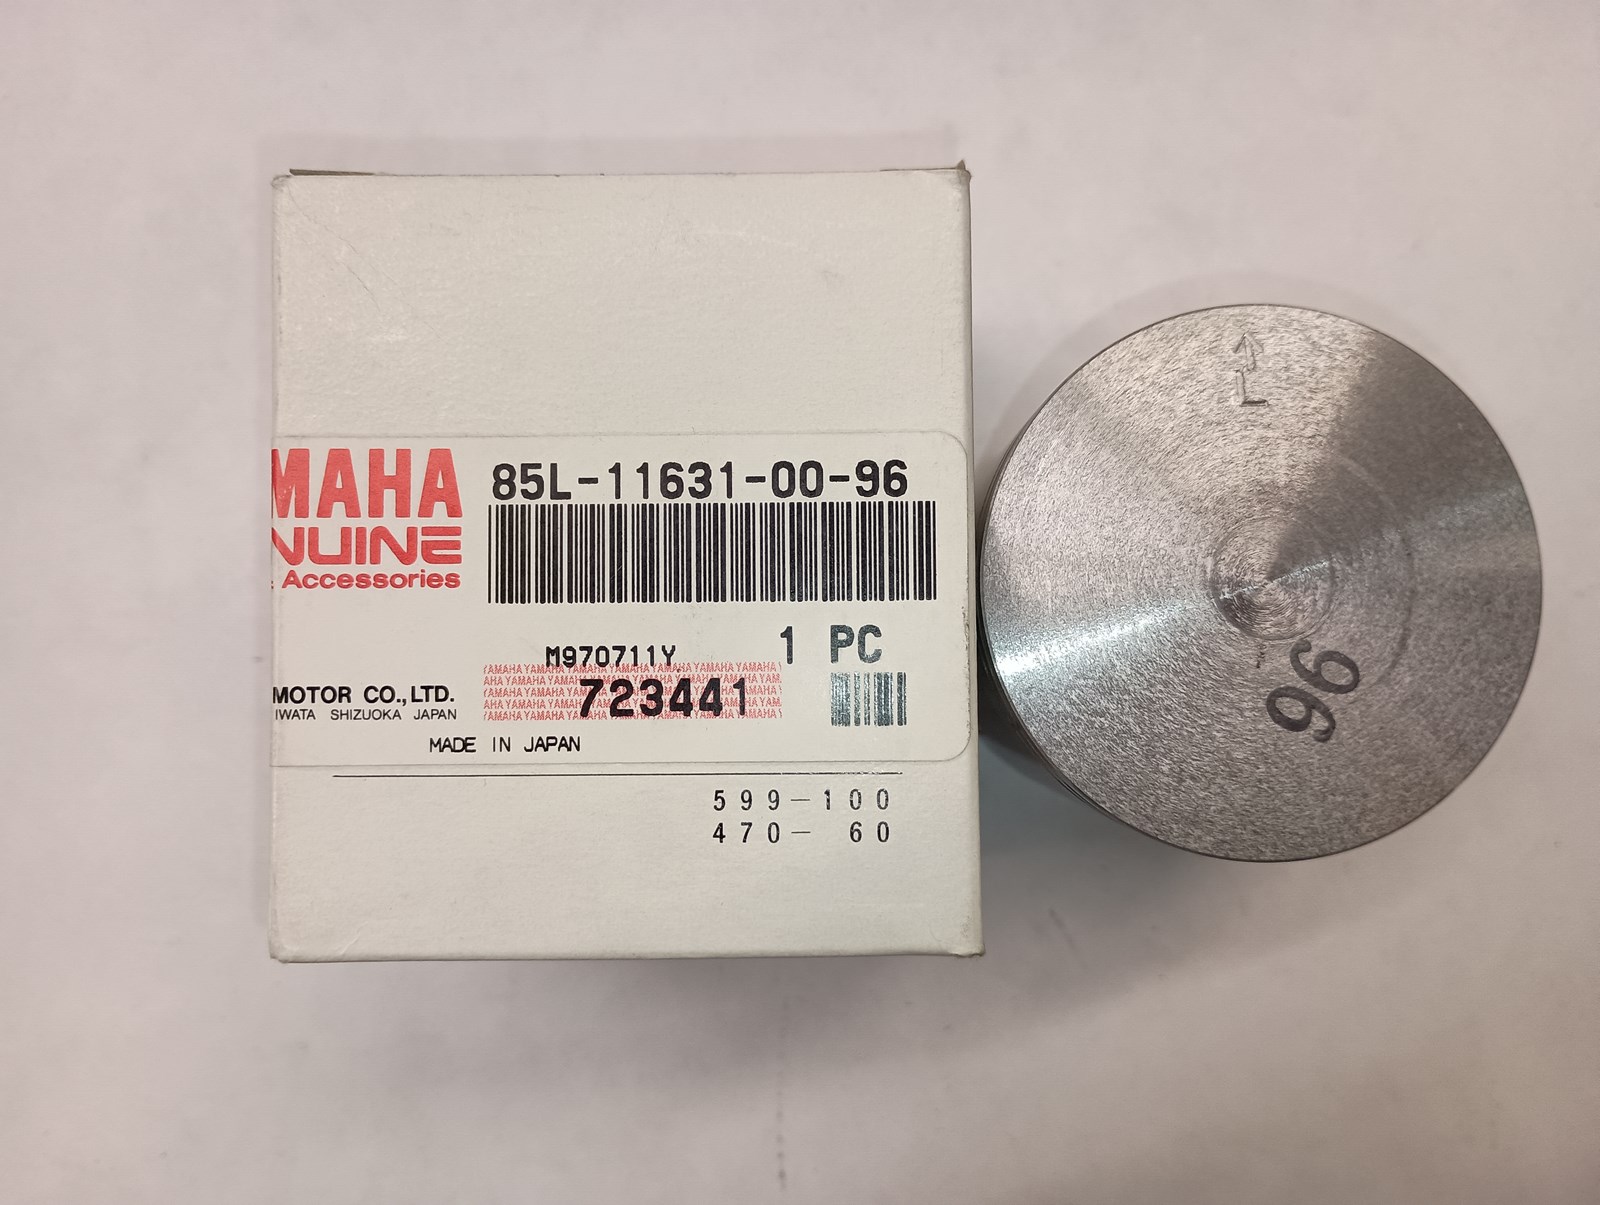 MAHA
NUINE
Accessories
85L-11631-00-96
M970711Y
1 PC
723441
MOTOR CO.,LTD.
IWATA SHIZUOKA JAPAN
MADE IN JAPAN
599-100
470- 60
L
96